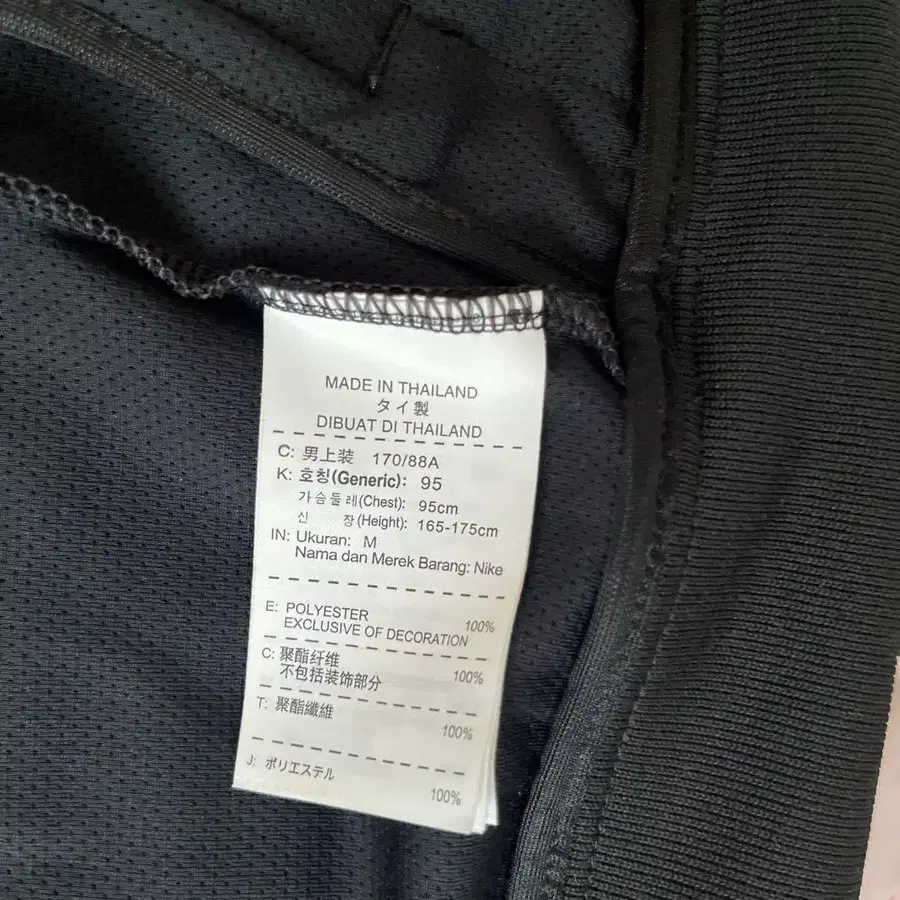 MADE IN THAILAND
タイ製
DIBUAT DI THAILAND
C: 男上装 170/88A
K: 호칭(Generic): 95
가슴둘레(Chest): 95cm
신 장(Height): 165-175cm
IN: Ukuran: M
Nama dan Merek Barang: Nike
E: POLYESTER 100%
EXCLUSIVE OF DECORATION
C: 聚酯纤维 100%
不包括装饰部分
T: 聚酯纖維 100%
J: ポリエステル 100%